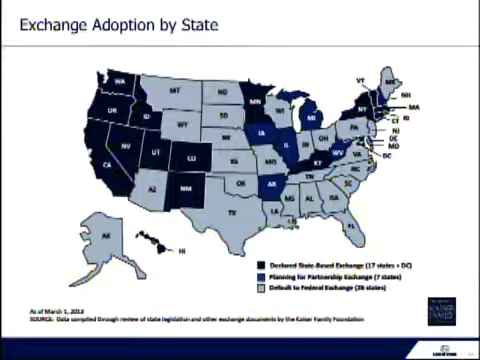 Exchange Adoption by State
WA
MT
ND
MN
VT
ME
NH
OR
ID
SD
WI
MI
NY
MA
WY
CT
RI
IA
PA
NJ
NE
NV
UT
CO
IL
IN
OH
DE
MD
WV
VA
DC
CA
KS
MO
KY
NC
TN
AZ
NM
OK
AR
SC
MS
AL
GA
TX
LA
FL
AK
HI
Declared State-Based Exchange (17 states + DC)
Planning for Partnership Exchange (7 states)
Default to Federal Exchange (26 states)
As of March 1, 2013
SOURCE: Data compiled through review of state legislation and other exchange documents by the Kaiser Family Foundation
KAISER
FAMILY